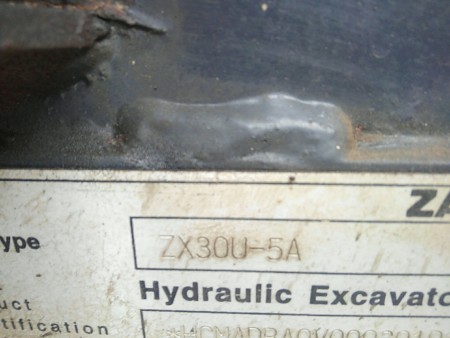 ZA
ype
ZX30U-5A
Hydraulic Excavato
uct
tification